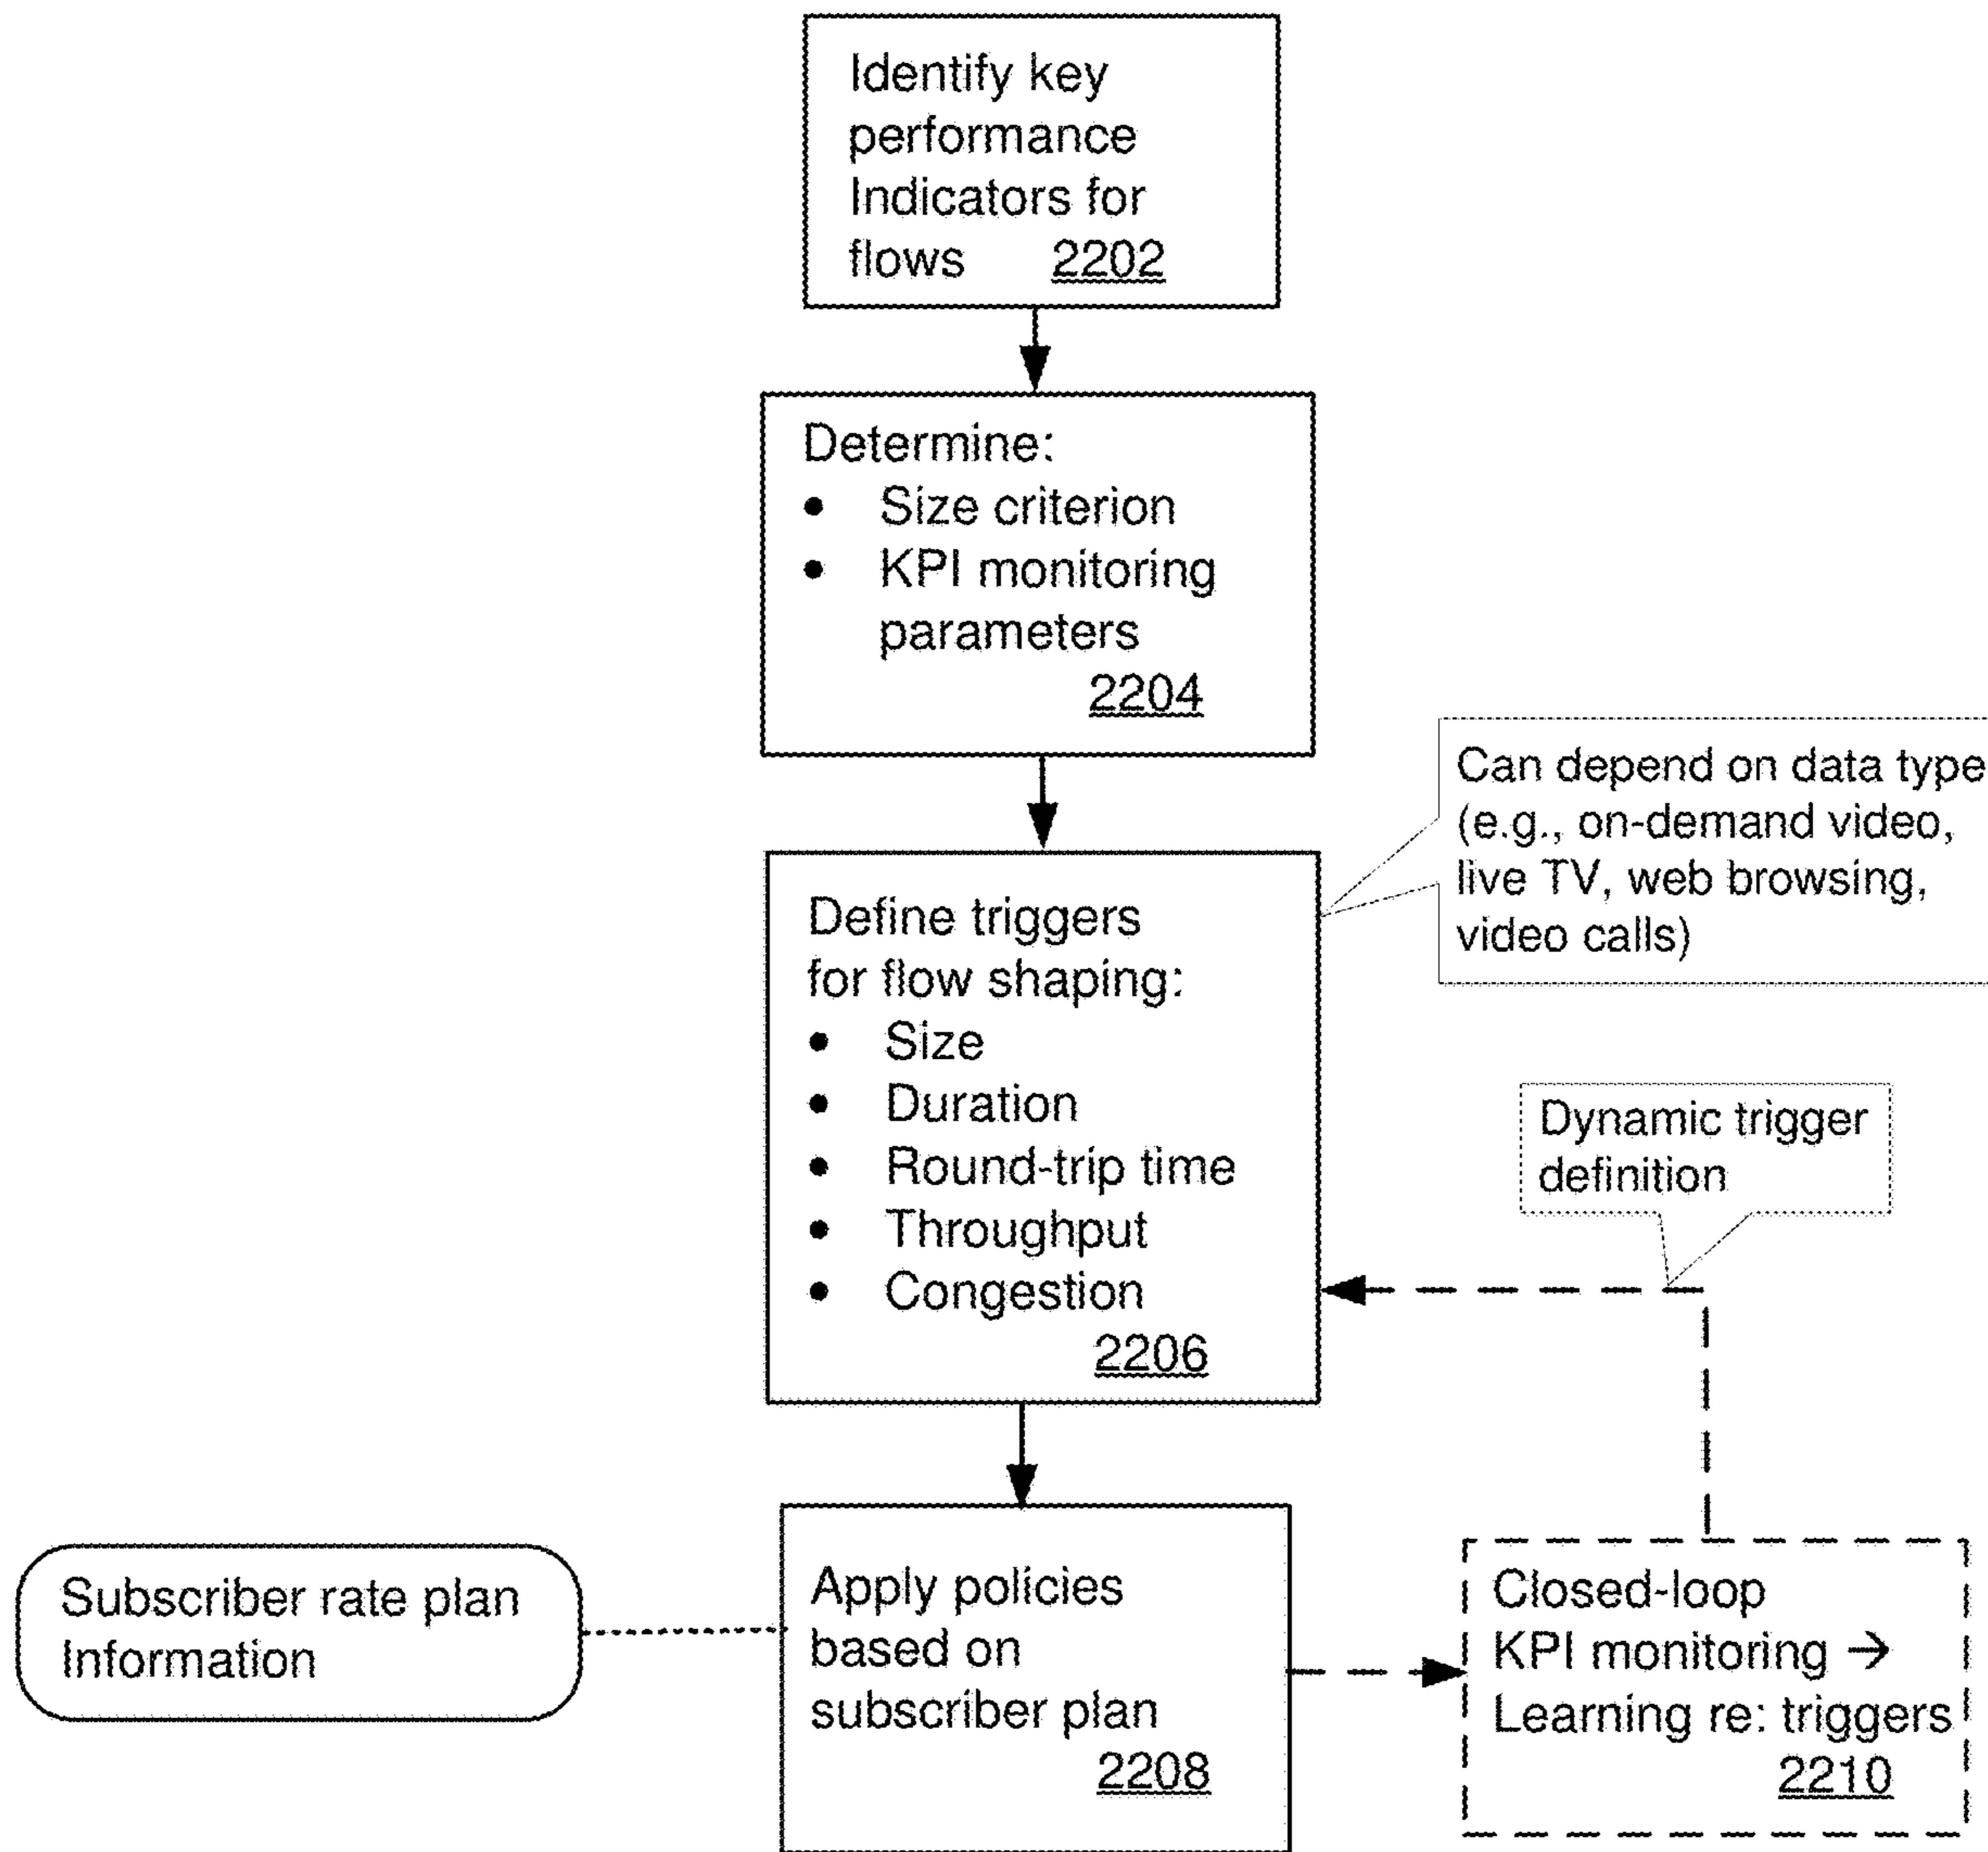 Identify key
performance
Indicators for
flows 2202
Determine:
• Size criterion
• KPI monitoring
parameters
2204
Can depend on data type
(e.g., on-demand video,
live TV, web browsing,
video calls)
Define triggers
for flow shaping:
• Size
• Duration
• Round-trip time
• Throughput
• Congestion
2206
Dynamic trigger
definition
Subscriber rate plan
Information
Apply policies
based on
subscriber plan
2208
Closed-loop
KPI monitoring →
Learning re: triggers
2210